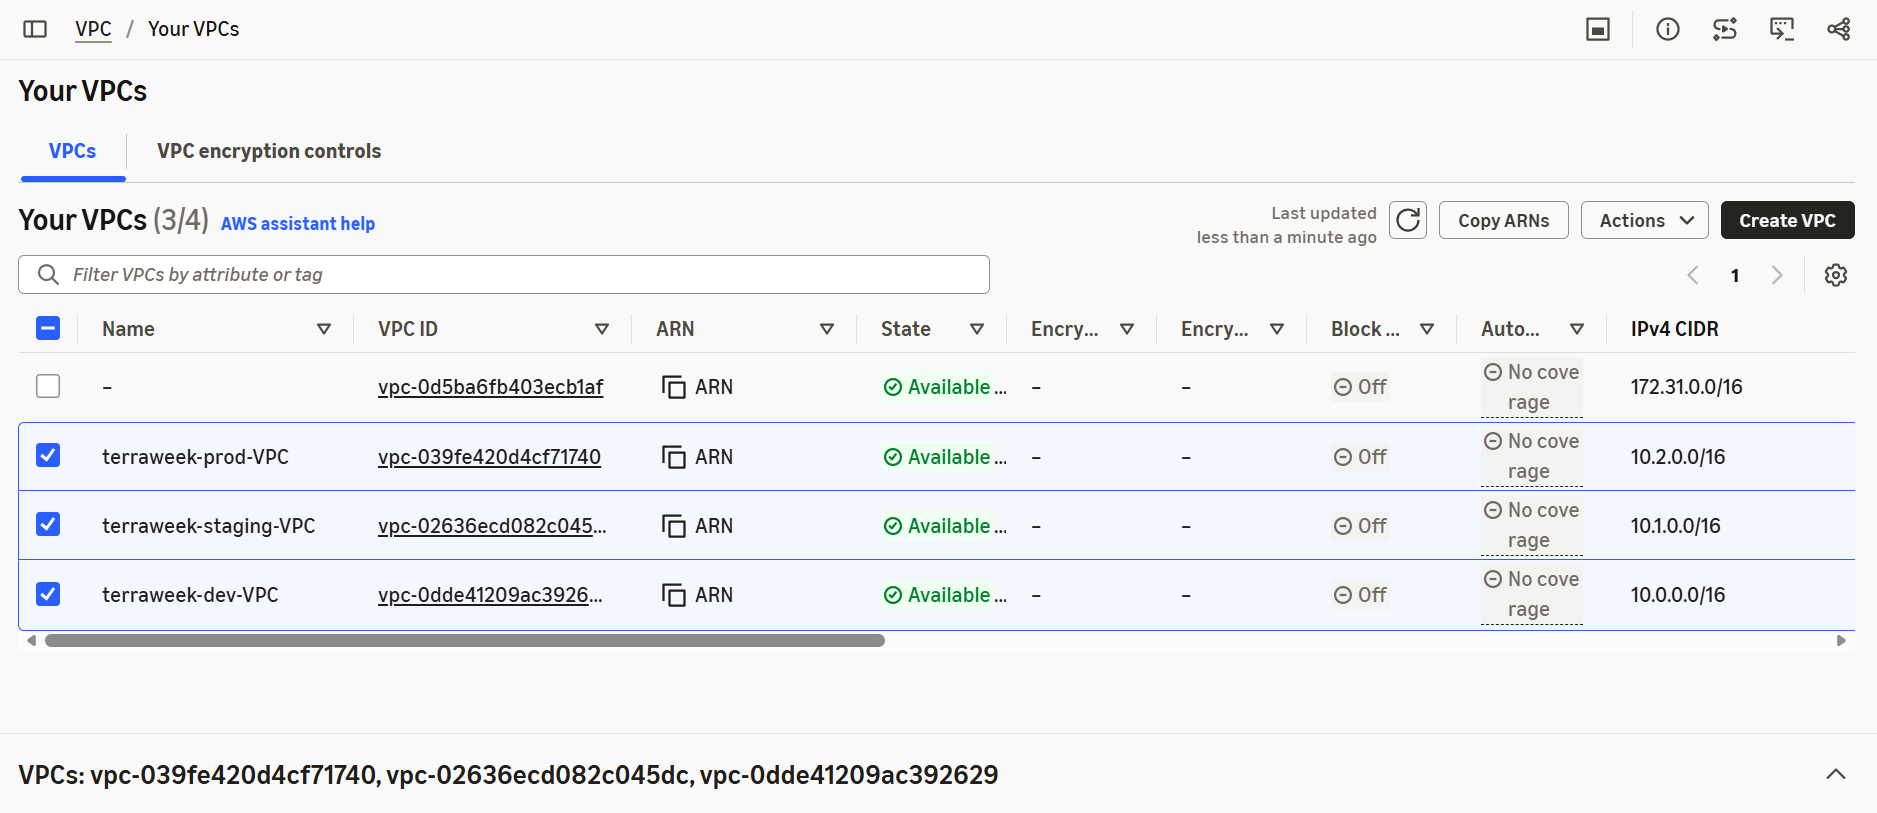 VPC / Your VPCs
Your VPCs
VPCs
VPC encryption controls
Your VPCs (3/4) AWS assistant help
Last updated
less than a minute ago
Copy ARNs
Actions
Create VPC
Filter VPCs by attribute or tag
1
Name VPC ID ARN State Encry... Encry... Block ... Auto... IPv4 CIDR
– vpc-0d5ba6fb403ecb1af ARN Available ... – – Off No cove
rage 172.31.0.0/16
terraweek-prod-VPC vpc-039fe420d4cf71740 ARN Available ... – – Off No cove
rage 10.2.0.0/16
terraweek-staging-VPC vpc-02636ecd082c045... ARN Available ... – – Off No cove
rage 10.1.0.0/16
terraweek-dev-VPC vpc-0dde41209ac3926... ARN Available ... – – Off No cove
rage 10.0.0.0/16
VPCs: vpc-039fe420d4cf71740, vpc-02636ecd082c045dc, vpc-0dde41209ac392629